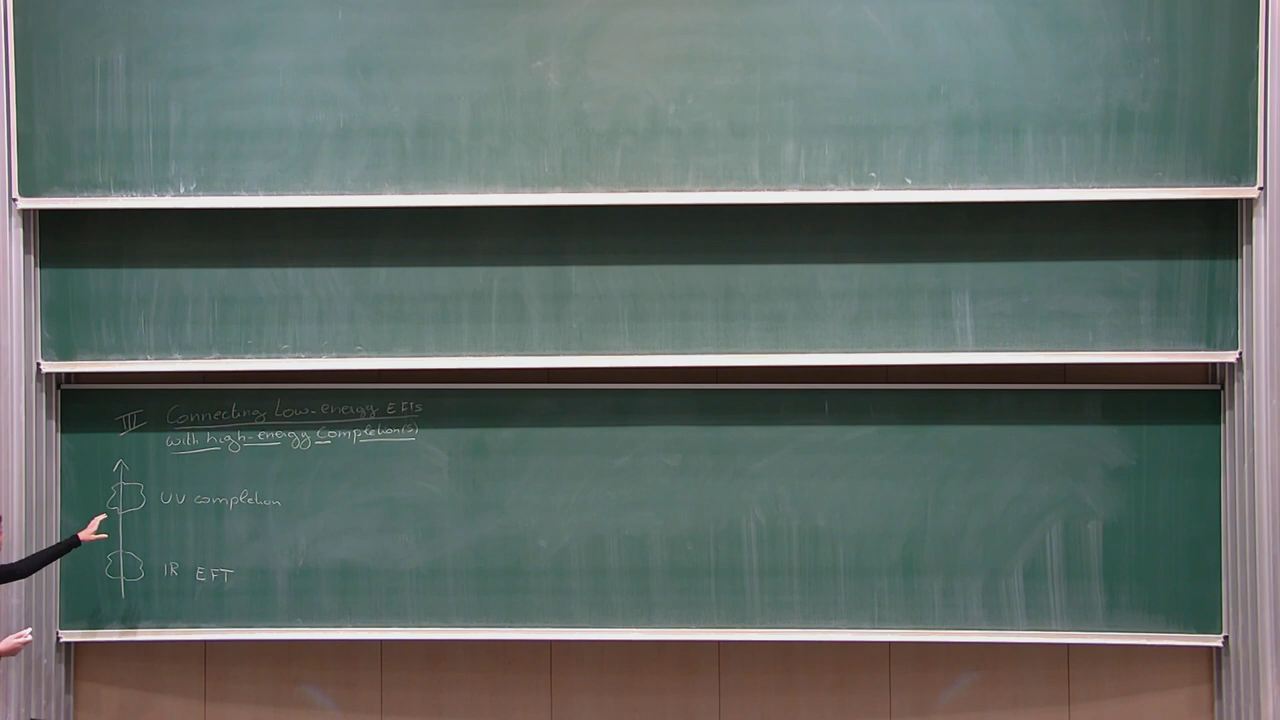 III Connecting Low-energy EFTs
with high-energy Completion(s)
UV completion
IR EFT